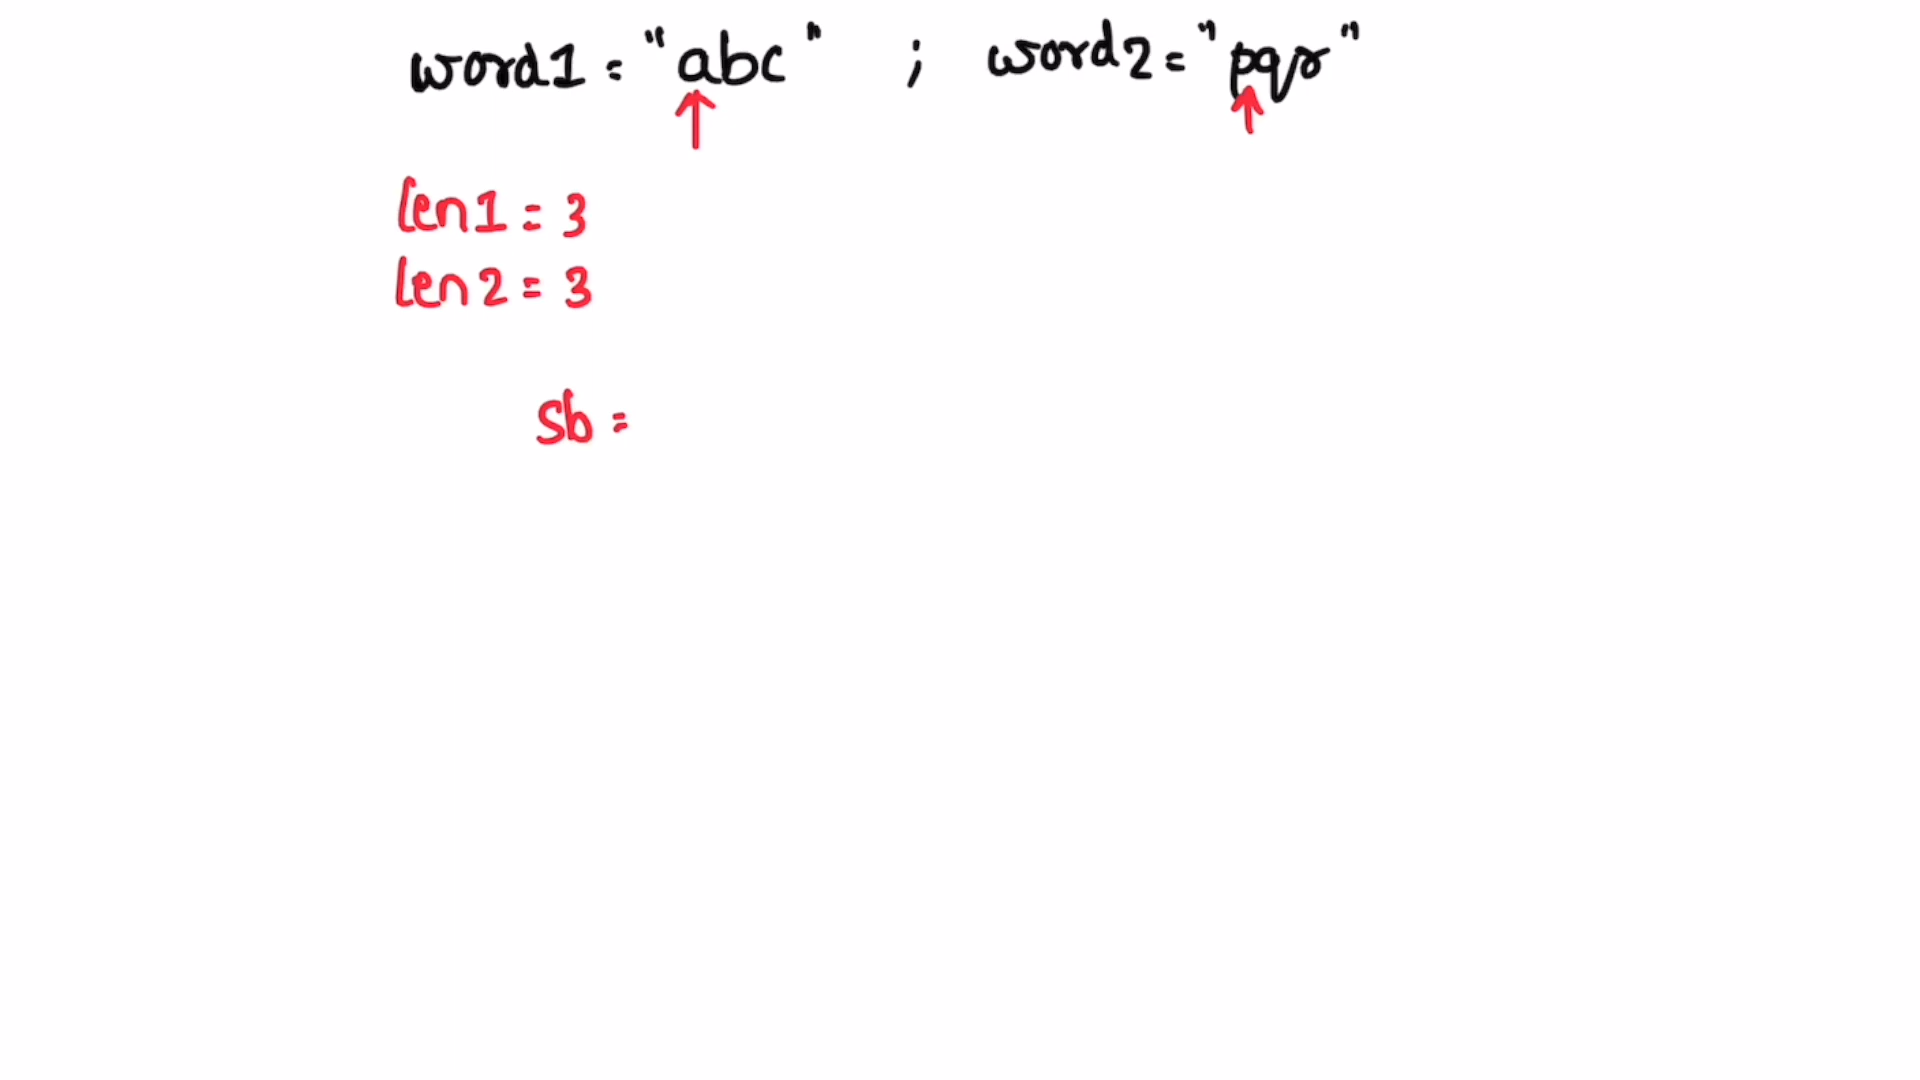 word1 = "abc" ; word2 = "pqr"
len1 = 3
len2 = 3
sb =